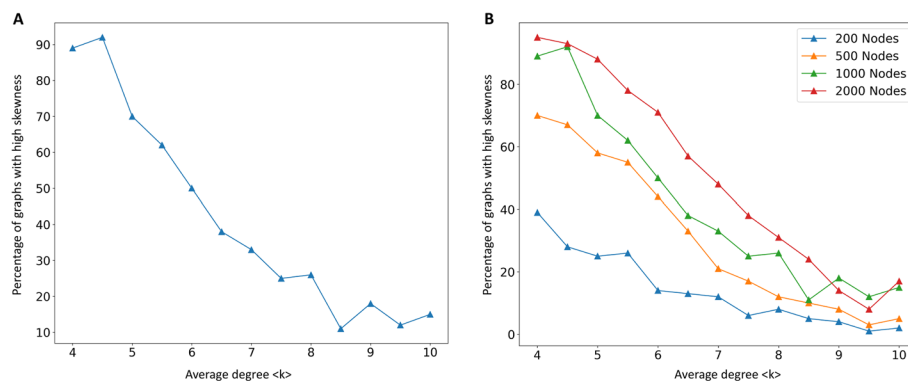 A
Percentage of graphs with high skewness
90
80
70
60
50
40
30
20
10
4
5
6
7
8
9
10
Average degree <k>
B
Percentage of graphs with high skewness
80
60
40
20
0
4
5
6
7
8
9
10
Average degree <k>
200 Nodes
500 Nodes
1000 Nodes
2000 Nodes